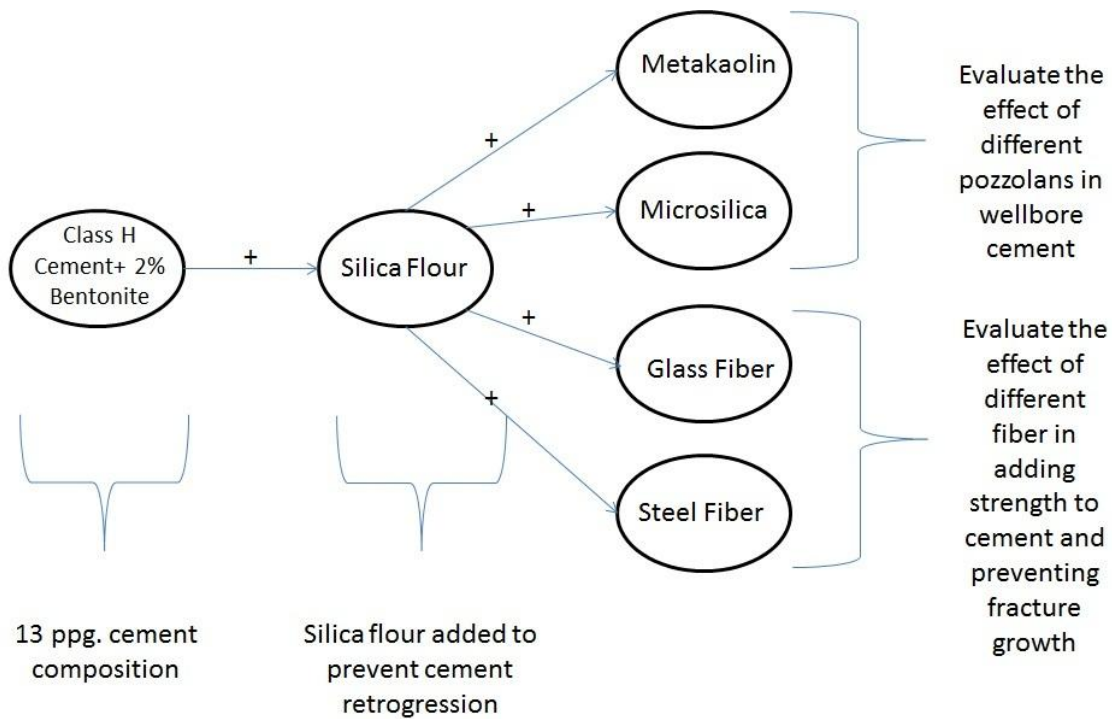 Class H
Cement+ 2%
Bentonite
+
Silica Flour
+
Metakaolin
+
Microsilica
+
Glass Fiber
+
Steel Fiber
Evaluate the
effect of
different
pozzolans in
wellbore
cement
Evaluate the
effect of
different
fiber in
adding
strength to
cement and
preventing
fracture
growth
13 ppg. cement
composition
Silica flour added to
prevent cement
retrogression